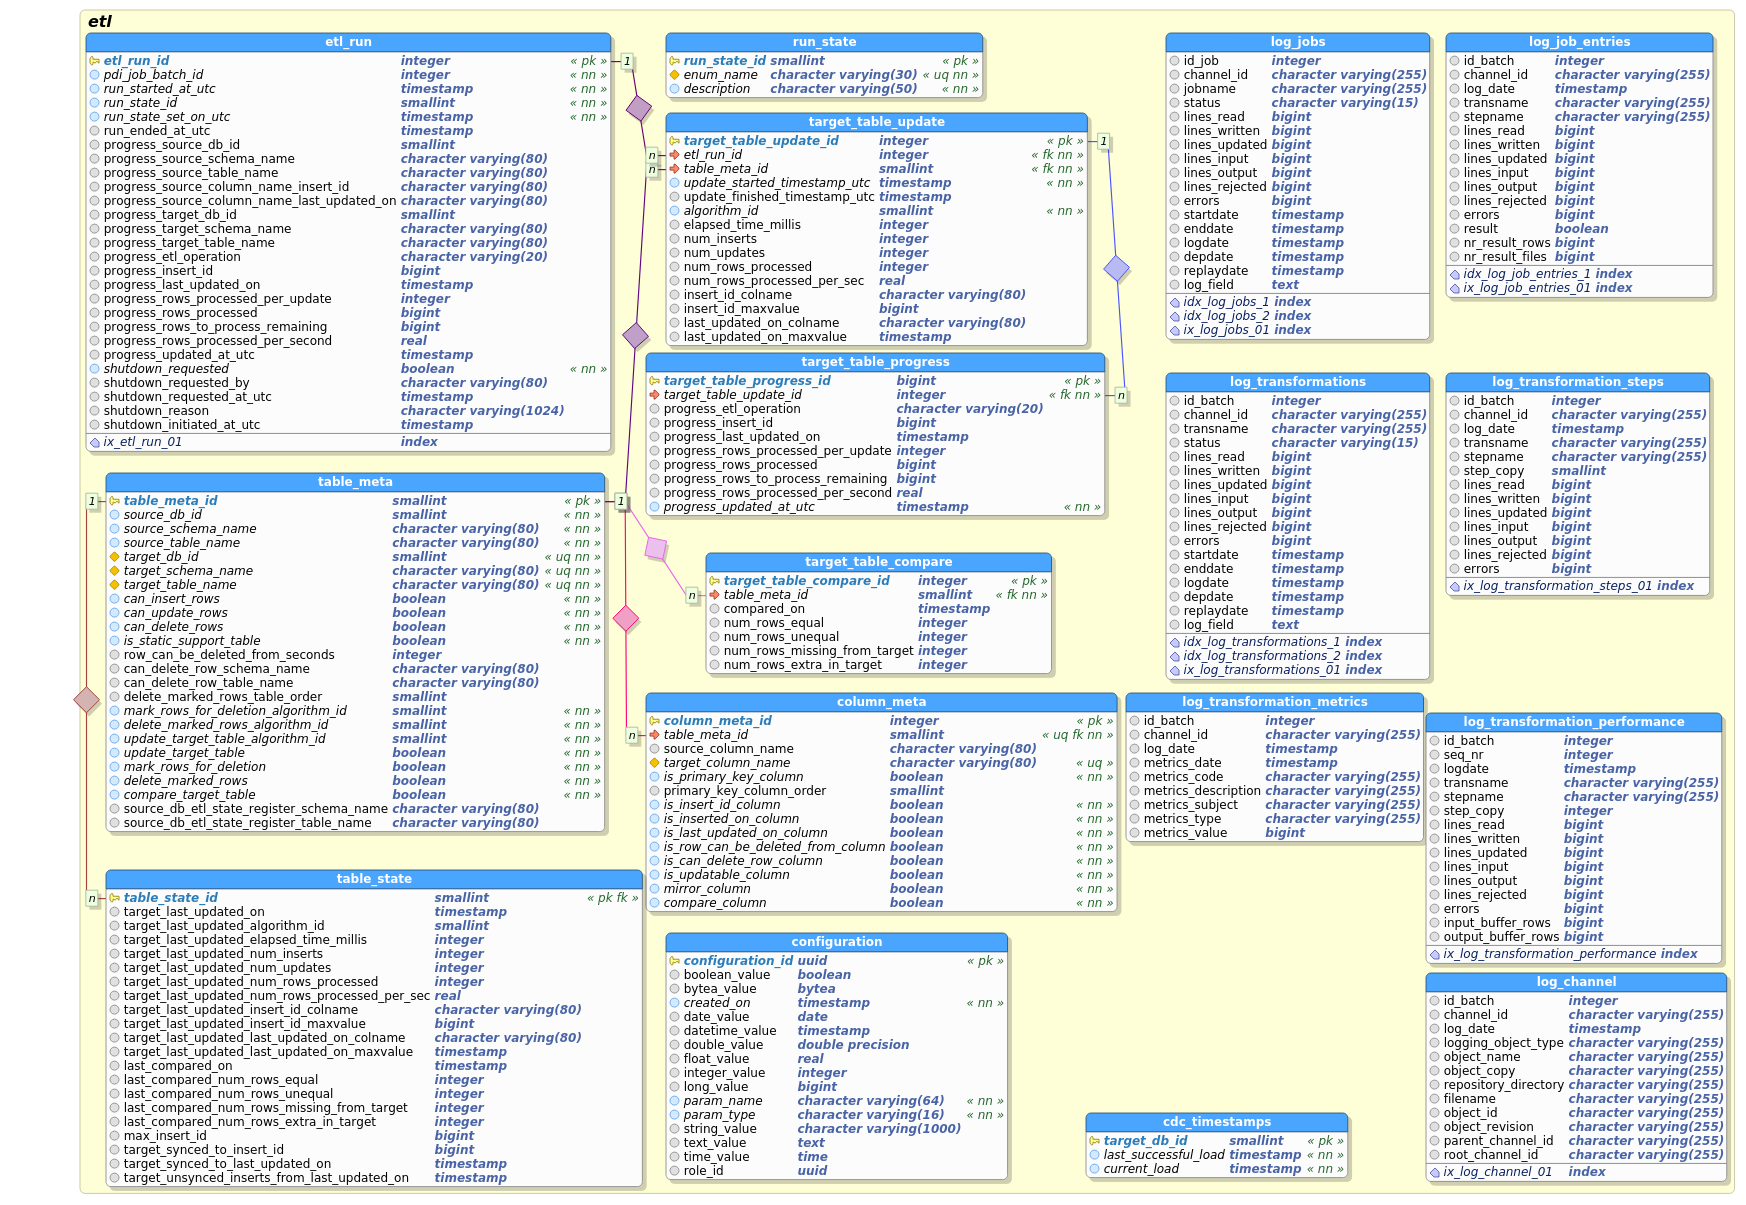 etl
etl_run
etl_run_id integer « pk »
pdi_job_batch_id integer « nn »
run_started_at_utc timestamp « nn »
run_state_id smallint « nn »
run_state_set_on_utc timestamp « nn »
run_ended_at_utc timestamp
progress_source_db_id smallint
progress_source_schema_name character varying(80)
progress_source_table_name character varying(80)
progress_source_column_name_insert_id character varying(80)
progress_source_column_name_last_updated_on character varying(80)
progress_target_db_id smallint
progress_target_schema_name character varying(80)
progress_target_table_name character varying(80)
progress_etl_operation character varying(20)
progress_insert_id bigint
progress_last_updated_on timestamp
progress_rows_processed_per_update integer
progress_rows_processed bigint
progress_rows_to_process_remaining bigint
progress_rows_processed_per_second real
progress_updated_at_utc timestamp
shutdown_requested boolean « nn »
shutdown_requested_by character varying(80)
shutdown_requested_at_utc timestamp
shutdown_reason character varying(1024)
shutdown_initiated_at_utc timestamp
ix_etl_run_01 index
1
n
n
run_state
run_state_id smallint « pk »
enum_name character varying(30) « uq nn »
description character varying(50) « nn »
target_table_update
target_table_update_id integer « pk »
etl_run_id integer « fk nn »
table_meta_id smallint « fk nn »
update_started_timestamp_utc timestamp « nn »
update_finished_timestamp_utc timestamp
algorithm_id smallint « nn »
elapsed_time_millis integer
num_inserts integer
num_updates integer
num_rows_processed integer
num_rows_processed_per_sec real
insert_id_colname character varying(80)
insert_id_maxvalue bigint
last_updated_on_colname character varying(80)
last_updated_on_maxvalue timestamp
1
n
target_table_progress
target_table_progress_id bigint « pk »
target_table_update_id integer « fk nn »
progress_etl_operation character varying(20)
progress_insert_id bigint
progress_last_updated_on timestamp
progress_rows_processed_per_update integer
progress_rows_processed bigint
progress_rows_to_process_remaining bigint
progress_rows_processed_per_second real
progress_updated_at_utc timestamp « nn »
log_jobs
id_job integer
channel_id character varying(255)
jobname character varying(255)
status character varying(15)
lines_read bigint
lines_written bigint
lines_updated bigint
lines_input bigint
lines_output bigint
lines_rejected bigint
errors bigint
startdate timestamp
enddate timestamp
logdate timestamp
depdate timestamp
replaydate timestamp
log_field text
idx_log_jobs_1 index
idx_log_jobs_2 index
ix_log_jobs_01 index
log_job_entries
id_batch integer
channel_id character varying(255)
log_date timestamp
transname character varying(255)
stepname character varying(255)
lines_read bigint
lines_written bigint
lines_updated bigint
lines_input bigint
lines_output bigint
lines_rejected bigint
errors bigint
result boolean
nr_result_rows bigint
nr_result_files bigint
idx_log_job_entries_1 index
ix_log_job_entries_01 index
log_transformations
id_batch integer
channel_id character varying(255)
transname character varying(255)
status character varying(15)
lines_read bigint
lines_written bigint
lines_updated bigint
lines_input bigint
lines_output bigint
lines_rejected bigint
errors bigint
startdate timestamp
enddate timestamp
logdate timestamp
depdate timestamp
replaydate timestamp
log_field text
idx_log_transformations_1 index
idx_log_transformations_2 index
ix_log_transformations_01 index
log_transformation_steps
id_batch integer
channel_id character varying(255)
log_date timestamp
transname character varying(255)
stepname character varying(255)
step_copy smallint
lines_read bigint
lines_written bigint
lines_updated bigint
lines_input bigint
lines_output bigint
lines_rejected bigint
errors bigint
ix_log_transformation_steps_01 index
table_meta
1
1
table_meta_id smallint « pk »
source_db_id smallint « nn »
source_schema_name character varying(80) « nn »
source_table_name character varying(80) « nn »
target_db_id smallint « uq nn »
target_schema_name character varying(80) « uq nn »
target_table_name character varying(80) « uq nn »
can_insert_rows boolean « nn »
can_update_rows boolean « nn »
can_delete_rows boolean « nn »
is_static_support_table boolean « nn »
row_can_be_deleted_from_seconds integer
can_delete_row_schema_name character varying(80)
can_delete_row_table_name character varying(80)
delete_marked_rows_table_order smallint
mark_rows_for_deletion_algorithm_id smallint « nn »
delete_marked_rows_algorithm_id smallint « nn »
update_target_table_algorithm_id smallint « nn »
update_target_table boolean « nn »
mark_rows_for_deletion boolean « nn »
delete_marked_rows boolean « nn »
compare_target_table boolean « nn »
source_db_etl_state_register_schema_name character varying(80)
source_db_etl_state_register_table_name character varying(80)
target_table_compare
n
target_table_compare_id integer « pk »
table_meta_id smallint « fk nn »
compared_on timestamp
num_rows_equal integer
num_rows_unequal integer
num_rows_missing_from_target integer
num_rows_extra_in_target integer
column_meta
n
column_meta_id integer « pk »
table_meta_id smallint « uq fk nn »
source_column_name character varying(80)
target_column_name character varying(80) « uq »
is_primary_key_column boolean « nn »
primary_key_column_order smallint
is_insert_id_column boolean « nn »
is_inserted_on_column boolean « nn »
is_last_updated_on_column boolean « nn »
is_row_can_be_deleted_from_column boolean « nn »
is_can_delete_row_column boolean « nn »
is_updatable_column boolean « nn »
mirror_column boolean « nn »
compare_column boolean « nn »
log_transformation_metrics
id_batch integer
channel_id character varying(255)
log_date timestamp
metrics_date timestamp
metrics_code character varying(255)
metrics_description character varying(255)
metrics_subject character varying(255)
metrics_type character varying(255)
metrics_value bigint
log_transformation_performance
id_batch integer
seq_nr integer
logdate timestamp
transname character varying(255)
stepname character varying(255)
step_copy integer
lines_read bigint
lines_written bigint
lines_updated bigint
lines_input bigint
lines_output bigint
lines_rejected bigint
errors bigint
input_buffer_rows bigint
output_buffer_rows bigint
ix_log_transformation_performance index
table_state
n
table_state_id smallint « pk fk »
target_last_updated_on timestamp
target_last_updated_algorithm_id smallint
target_last_updated_elapsed_time_millis integer
target_last_updated_num_inserts integer
target_last_updated_num_updates integer
target_last_updated_num_rows_processed integer
target_last_updated_num_rows_processed_per_sec real
target_last_updated_insert_id_colname character varying(80)
target_last_updated_insert_id_maxvalue bigint
target_last_updated_last_updated_on_colname character varying(80)
target_last_updated_last_updated_on_maxvalue timestamp
last_compared_on timestamp
last_compared_num_rows_equal integer
last_compared_num_rows_unequal integer
last_compared_num_rows_missing_from_target integer
last_compared_num_rows_extra_in_target integer
max_insert_id bigint
target_synced_to_insert_id bigint
target_synced_to_last_updated_on timestamp
target_unsynced_inserts_from_last_updated_on timestamp
configuration
configuration_id uuid « pk »
boolean_value boolean
bytea_value bytea
created_on timestamp « nn »
date_value date
datetime_value timestamp
double_value double precision
float_value real
integer_value integer
long_value bigint
param_name character varying(64) « nn »
param_type character varying(16) « nn »
string_value character varying(1000)
text_value text
time_value time
role_id uuid
cdc_timestamps
target_db_id smallint « pk »
last_successful_load timestamp « nn »
current_load timestamp « nn »
log_channel
id_batch integer
channel_id character varying(255)
log_date timestamp
logging_object_type character varying(255)
object_name character varying(255)
object_copy character varying(255)
repository_directory character varying(255)
filename character varying(255)
object_id character varying(255)
object_revision character varying(255)
parent_channel_id character varying(255)
root_channel_id character varying(255)
ix_log_channel_01 index